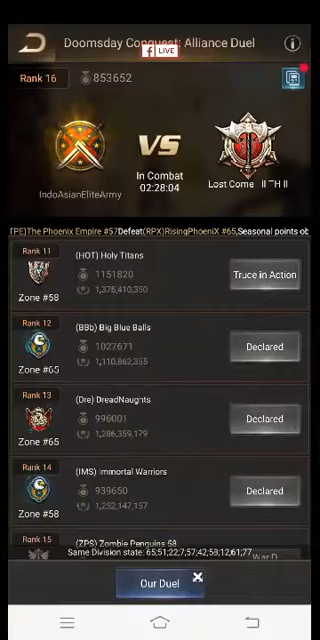 Doomsday Conquest: Alliance Duel
f LIVE
Rank 16
853652
VS
In Combat
02:28:04
IndoAsianEliteArmy
[PE]The Phoenix Empire #57Defeat(RPX)RisingPhoeniX #65,Seasonal points ob
Rank 11
(HOT) Holy Titans
1151820
1,375,410,350
Zone #58
Truce in Action
Rank 12
(BBb) Big Blue Balls
1027671
1,110,862,355
Zone #65
Declared
Rank 13
(Dre) DreadNaughts
996001
1,286,359,179
Zone #65
Declared
Rank 14
(IMS) Immortal Warriors
939650
1,252,147,157
Zone #58
Declared
Rank 15
(ZPS) Zombie Penguins 58
Same Division state: 65;51;22;7;57;42;58;12;61;77
Our Duel